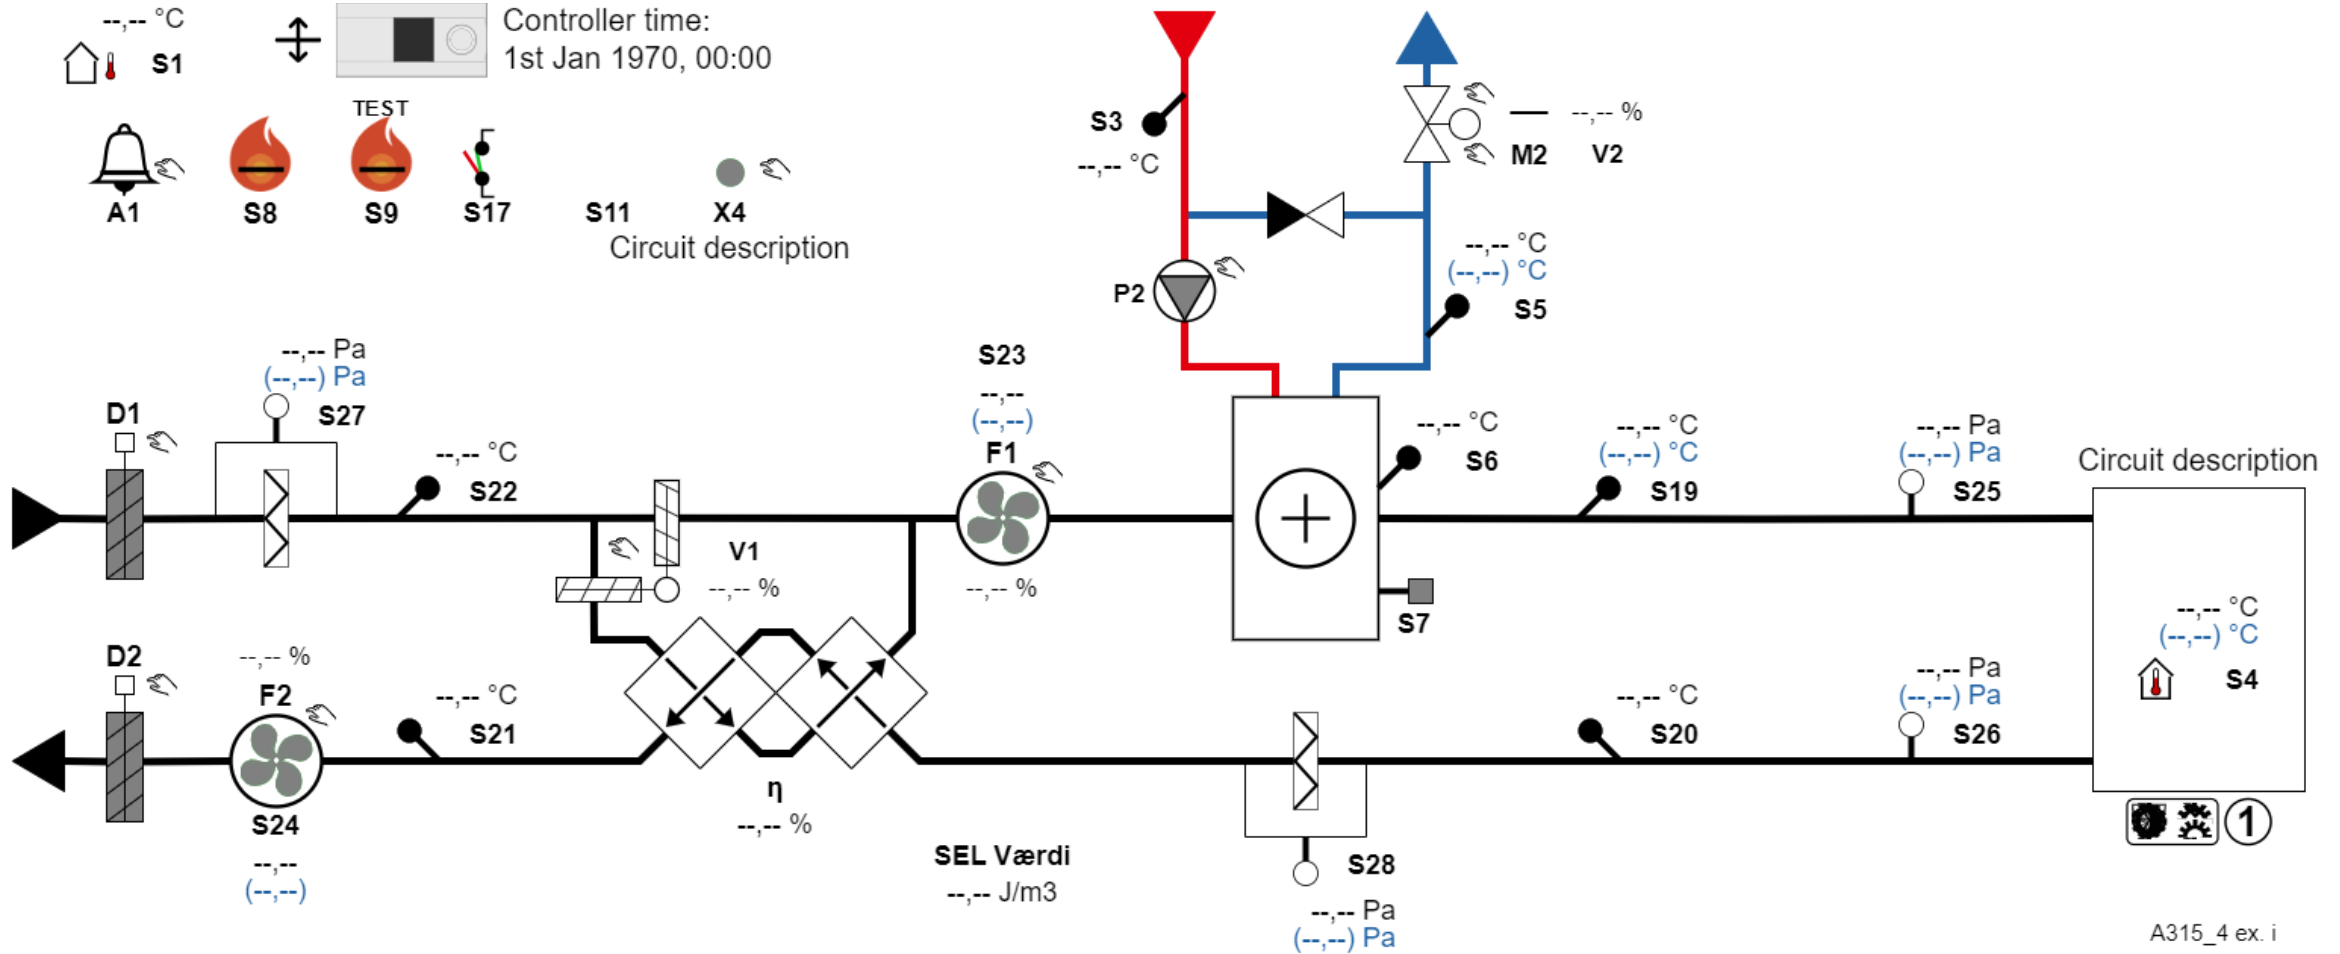 --,-- °C
S1
Controller time:
1st Jan 1970, 00:00
TEST
A1
S8
S9
S17
S11
X4
Circuit description
S3
--,-- °C
--,-- %
M2
V2
--,-- °C
(--,--) °C
S5
P2
--,-- Pa
(--,--) Pa
S27
D1
--,-- °C
S22
S23
--,--
(--,--)
F1
--,-- %
V1
--,-- %
--,-- °C
S6
S7
--,-- °C
(--,--) °C
S19
--,-- Pa
(--,--) Pa
S25
Circuit description
--,-- °C
(--,--) °C
S4
D2
--,-- %
F2
S24
--,--
(--,--)
--,-- °C
S21
η
--,-- %
SEL Værdi
--,-- J/m3
S28
--,-- Pa
(--,--) Pa
--,-- °C
S20
--,-- Pa
(--,--) Pa
S26
1
A315_4 ex. i